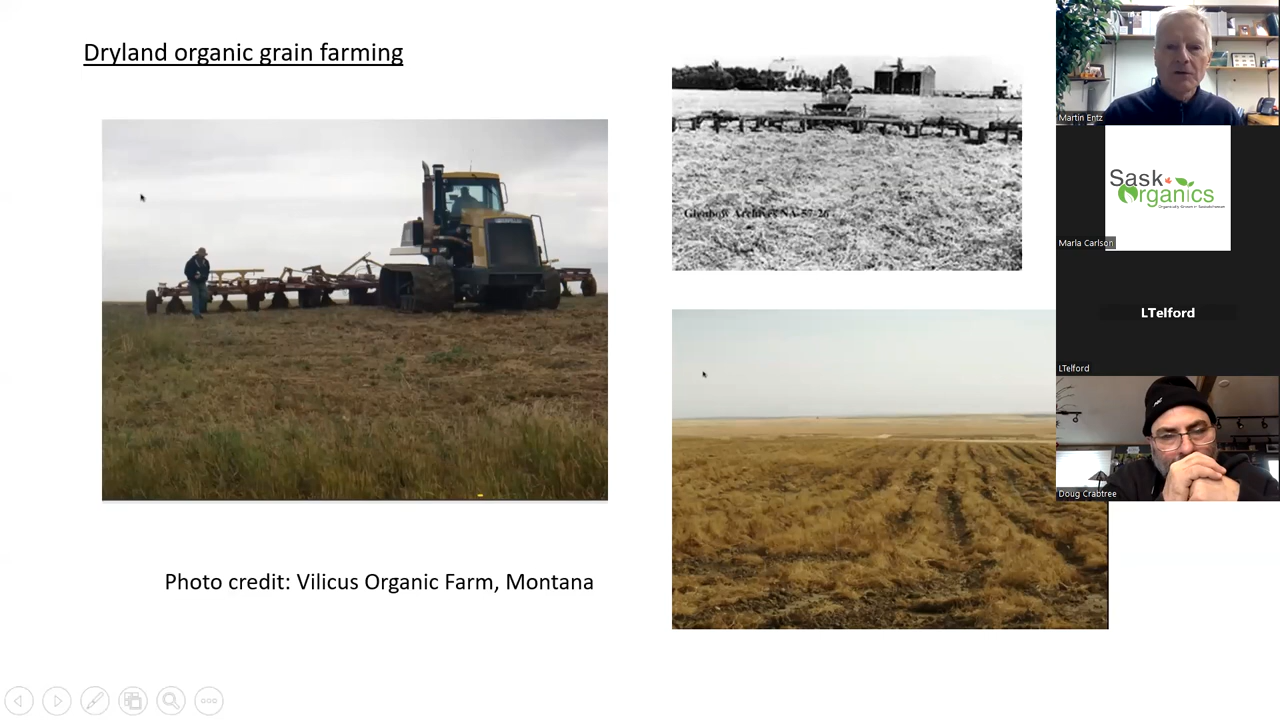 Dryland organic grain farming
Glenbow Archives NA-57-26
Photo credit: Vilicus Organic Farm, Montana
Martin Entz
Sask
Organics
Marla Carlson
LTelford
LTelford
Doug Crabtree